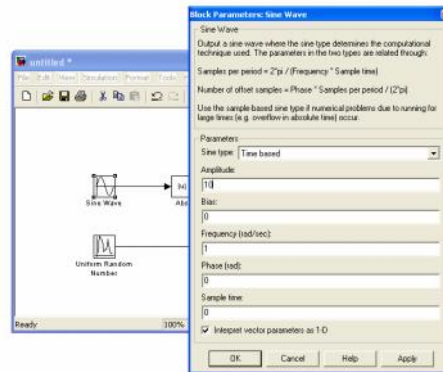 untitled *
File Edit View Simulation Format Tools
Sine Wave
|u|
Abs
Uniform Random
Number
Ready 100%
Block Parameters: Sine Wave
Sine Wave
Output a sine wave where the sine type determines the computational
technique used. The parameters in the two types are related through:
Samples per period = 2*pi / (Frequency * Sample time)
Number of offset samples = Phase * Samples per period / (2*pi)
Use the sample-based sine type if numerical problems due to running for
large times (e.g. overflow in absolute time) occur.
Parameters
Sine type: Time based
Amplitude:
10
Bias:
0
Frequency (rad/sec):
1
Phase (rad):
0
Sample time:
0
Interpret vector parameters as 1-D
OK Cancel Help Apply